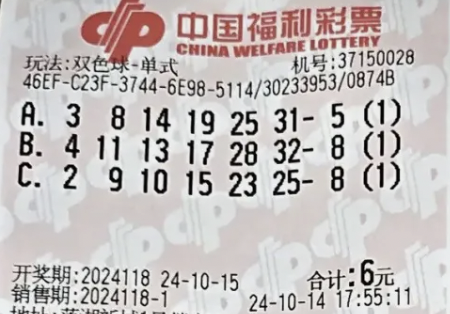 中国福利彩票
CHINA WELFARE LOTTERY
玩法:双色球-单式 机号:37150028
46EF-C23F-3744-6E98-5114/30233953/0874B
A. 3 8 14 19 25 31- 5 (1)
B. 4 11 13 17 28 32- 8 (1)
C. 2 9 10 15 23 25- 8 (1)
开奖期:2024118 24-10-15 合计:6元
销售期:2024118-1 24-10-14 17:55:11